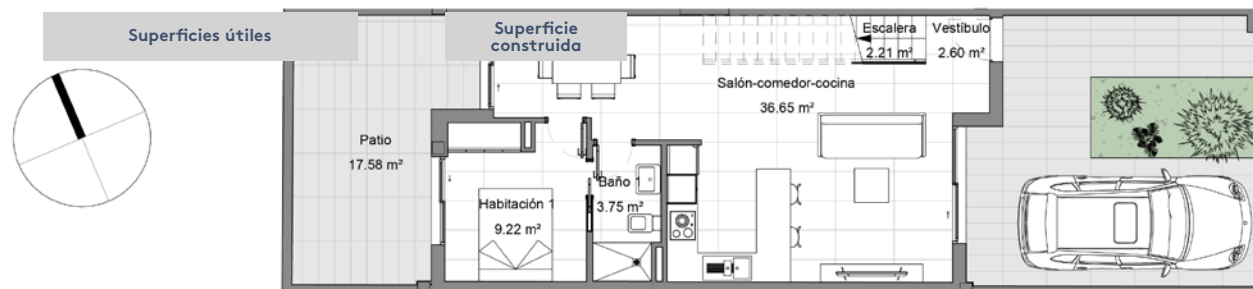 Superficies útiles
Superficie
construida
Escalera
2.21 m²
Vestíbulo
2.60 m²
Salón-comedor-cocina
36.65 m²
Patio
17.58 m²
Baño 1
3.75 m²
Habitación 1
9.22 m²